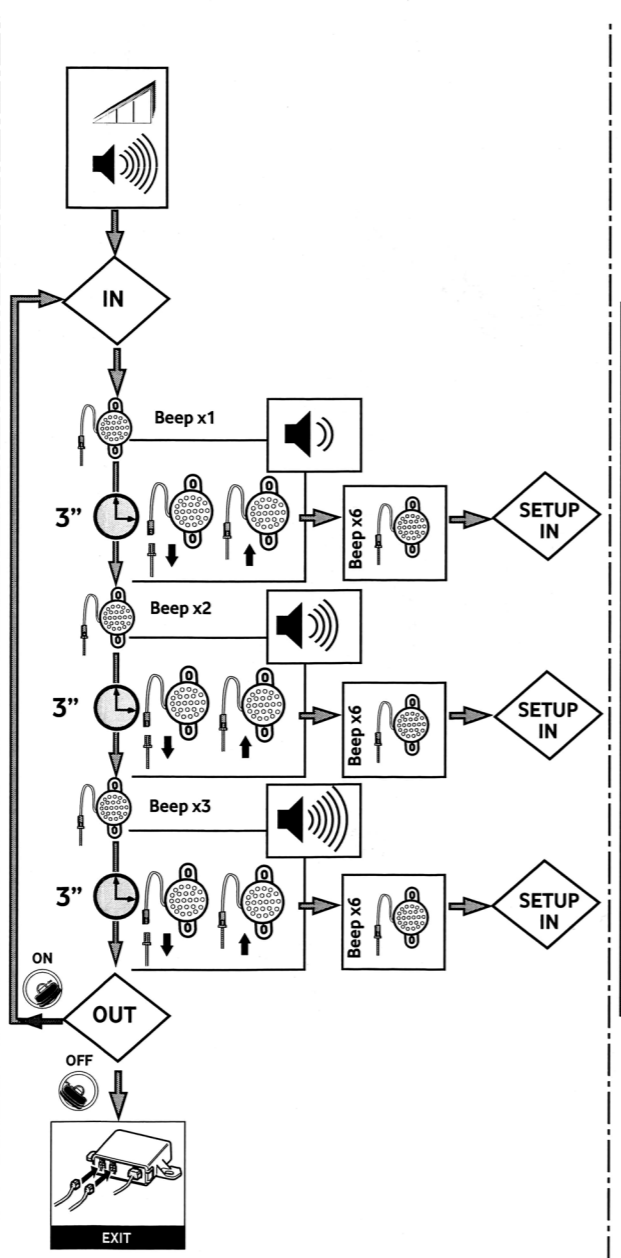 IN
Beep x1
3”
Beep x6
SETUP
IN
Beep x2
3”
Beep x6
SETUP
IN
Beep x3
3”
Beep x6
SETUP
IN
ON
OUT
OFF
EXIT